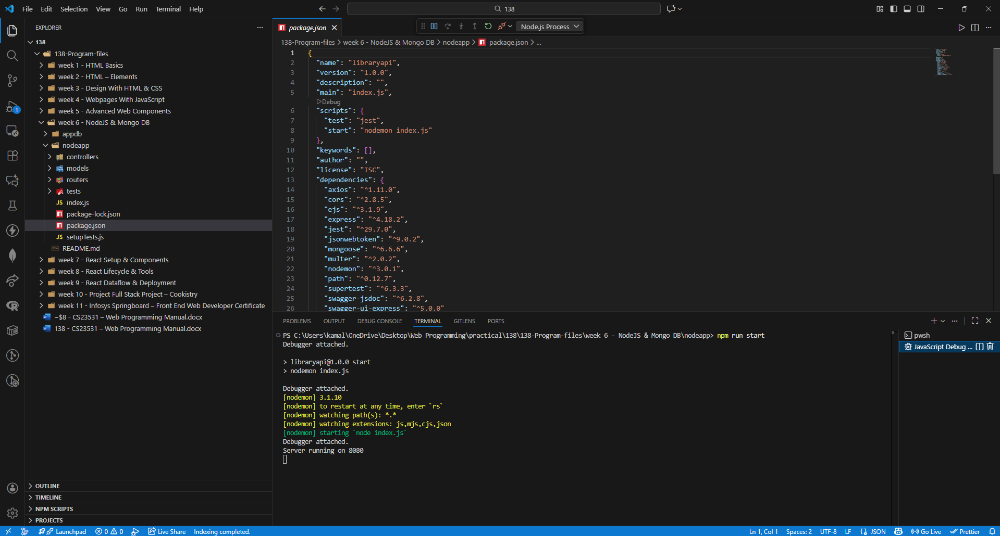 File Edit Selection View Go Run Terminal Help
138
EXPLORER
138
138-Program-files
week 1 - HTML Basics
week 2 - HTML – Elements
week 3 - Design With HTML & CSS
week 4 - Webpages With JavaScript
week 5 - Advanced Web Components
week 6 - NodeJS & Mongo DB
appdb
nodeapp
controllers
models
routers
tests
JS index.js
package-lock.json
package.json
JS setupTests.js
README.md
week 7 - React Setup & Components
week 8 - React Lifecycle & Tools
week 9 - React Dataflow & Deployment
week 10 - Project Full Stack Project – Cookistry
week 11 - Infosys Springboard – Front End Web Developer Certificate
~$8 - CS23531 – Web Programming Manual.docx
138 - CS23531 – Web Programming Manual.docx
OUTLINE
TIMELINE
NPM SCRIPTS
PROJECTS
1
package.json
Node.js Process
138-Program-files > week 6 - NodeJS & Mongo DB > nodeapp > package.json > ...
1 {
2 "name": "libraryapi",
3 "version": "1.0.0",
4 "description": "",
5 "main": "index.js",
Debug
6 "scripts": {
7 "test": "jest",
8 "start": "nodemon index.js"
9 },
10 "keywords": [],
11 "author": "",
12 "license": "ISC",
13 "dependencies": {
14 "axios": "^1.11.0",
15 "cors": "^2.8.5",
16 "ejs": "^3.1.9",
17 "express": "^4.18.2",
18 "jest": "^29.7.0",
19 "jsonwebtoken": "^9.0.2",
20 "mongoose": "^6.6.6",
21 "multer": "^2.0.2",
22 "nodemon": "^3.0.1",
23 "path": "^0.12.7",
24 "supertest": "^6.3.3",
25 "swagger-jsdoc": "^6.2.8",
26 "swagger-ui-express": "^5.0.0"
PROBLEMS OUTPUT DEBUG CONSOLE TERMINAL GITLENS PORTS
PS C:\Users\kamal\OneDrive\Desktop\Web Programming\practical\138\138-Program-files\week 6 - NodeJS & Mongo DB\nodeapp> npm run start
Debugger attached.
> libraryapi@1.0.0 start
> nodemon index.js
Debugger attached.
[nodemon] 3.1.10
[nodemon] to restart at any time, enter `rs`
[nodemon] watching path(s): *.*
[nodemon] watching extensions: js,mjs,cjs,json
[nodemon] starting `node index.js`
Debugger attached.
Server running on 8080
pwsh
JavaScript Debug ...
Launchpad 0 0 Live Share Indexing completed.
Ln 1, Col 1 Spaces: 2 UTF-8 LF {} JSON Go Live Prettier